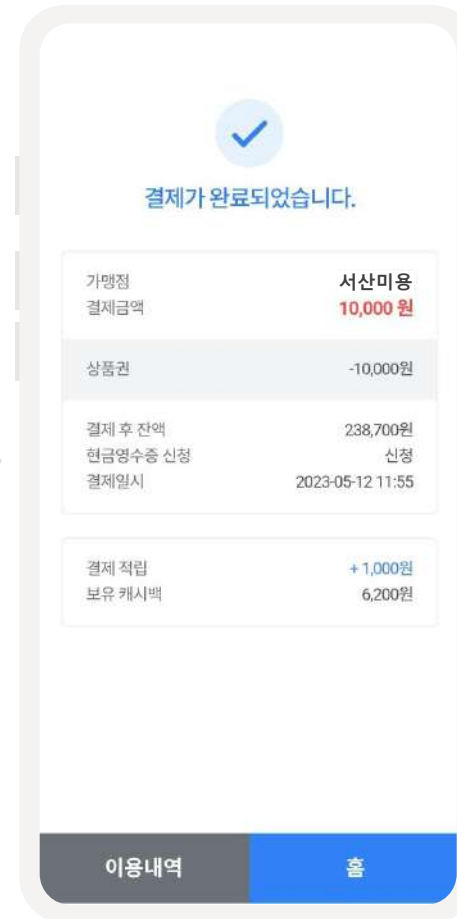 결제가 완료되었습니다.
가맹점 서산미용
결제금액 10,000 원
상품권 -10,000원
결제 후 잔액 238,700원
현금영수증 신청 신청
결제일시 2023-05-12 11:55
결제 적립 + 1,000원
보유 캐시백 6,200원
이용내역 홈